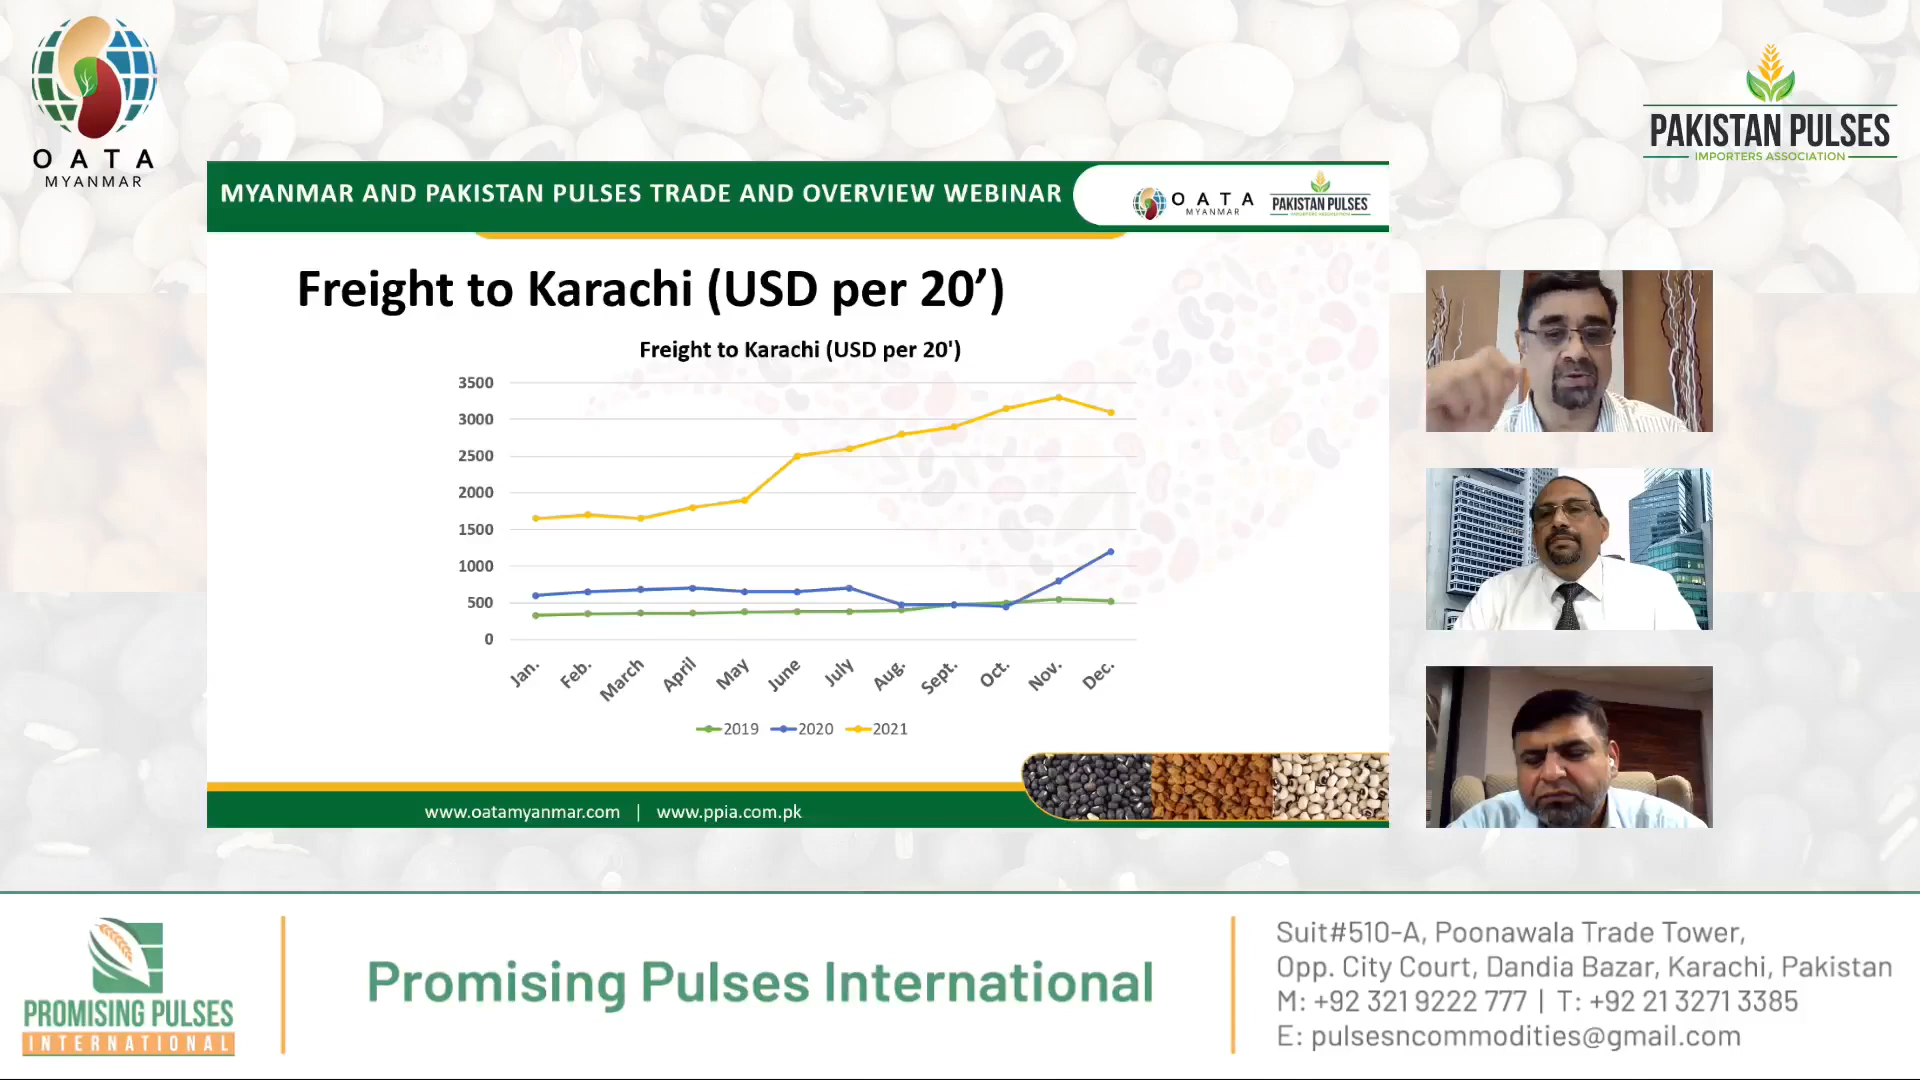 OATA
MYANMAR
PAKISTAN PULSES
IMPORTERS ASSOCIATION
MYANMAR AND PAKISTAN PULSES TRADE AND OVERVIEW WEBINAR
OATA
MYANMAR
PAKISTAN PULSES
IMPORTERS ASSOCIATION
Freight to Karachi (USD per 20’)
Freight to Karachi (USD per 20')
3500
3000
2500
2000
1500
1000
500
0
Jan. Feb. March April May June July Aug. Sept. Oct. Nov. Dec.
2019 2020 2021
www.oatamyanmar.com | www.ppia.com.pk
PROMISING PULSES
INTERNATIONAL
Promising Pulses International
Suit#510-A, Poonawala Trade Tower,
Opp. City Court, Dandia Bazar, Karachi, Pakistan
M: +92 321 9222 777 | T: +92 21 3271 3385
E: pulsesncommodities@gmail.com